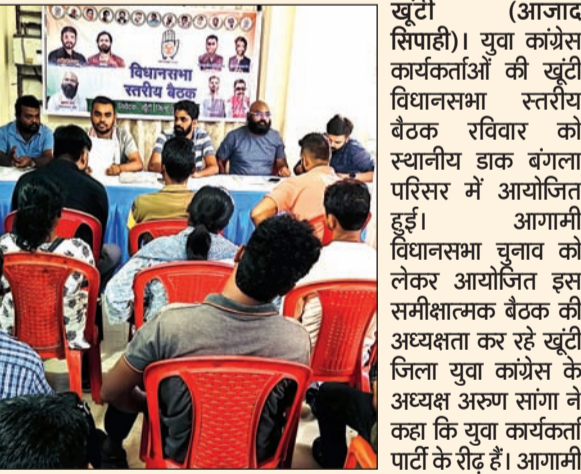 विधानसभा
स्तरीय बैठक
खूंटी (आजाद
सिपाही)। युवा कांग्रेस
कार्यकर्ताओं की खूंटी
विधानसभा स्तरीय
बैठक रविवार को
स्थानीय डाक बंगला
परिसर में आयोजित
हुई। आगामी
विधानसभा चुनाव को
लेकर आयोजित इस
समीक्षात्मक बैठक की
अध्यक्षता कर रहे खूंटी
जिला युवा कांग्रेस के
अध्यक्ष अरुण सांगा ने
कहा कि युवा कार्यकर्ता
पार्टी के रीढ़ हैं। आगामी